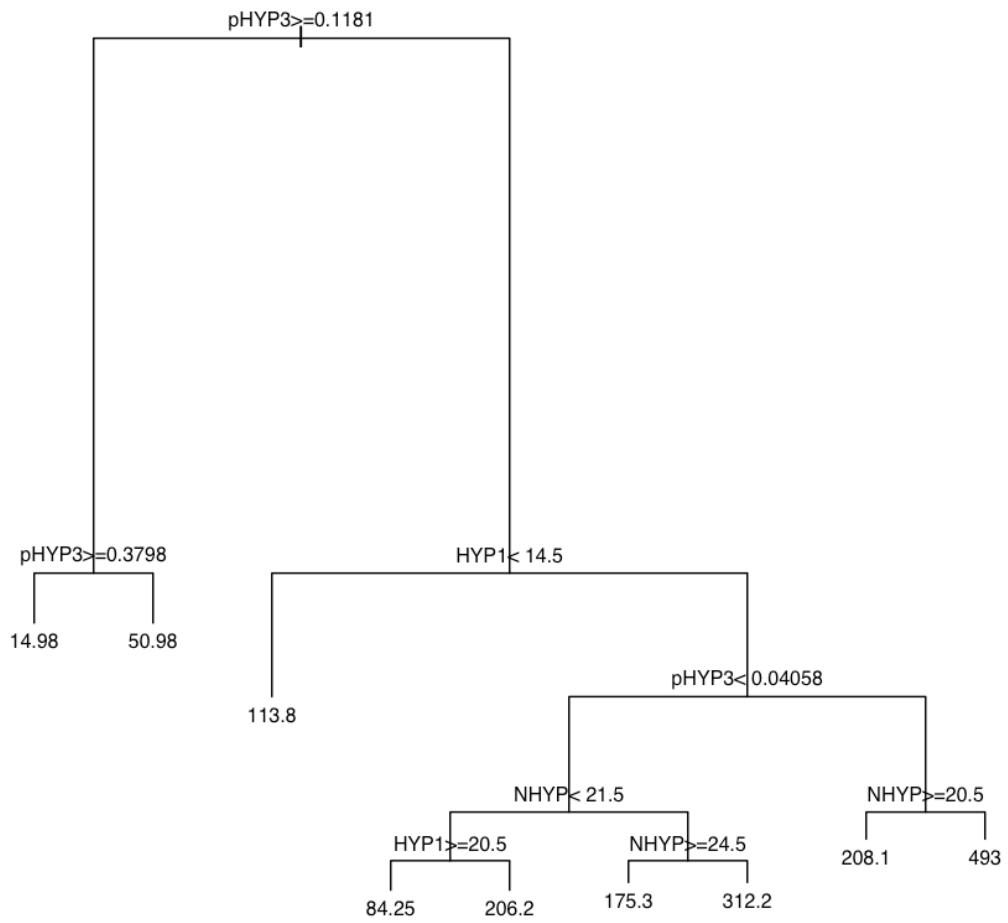 pHYP3>=0.1181
pHYP3>=0.3798
HYP1< 14.5
14.98
50.98
pHYP3< 0.04058
113.8
NHYP< 21.5
NHYP>=20.5
HYP1>=20.5
NHYP>=24.5
208.1
493
84.25
206.2
175.3
312.2